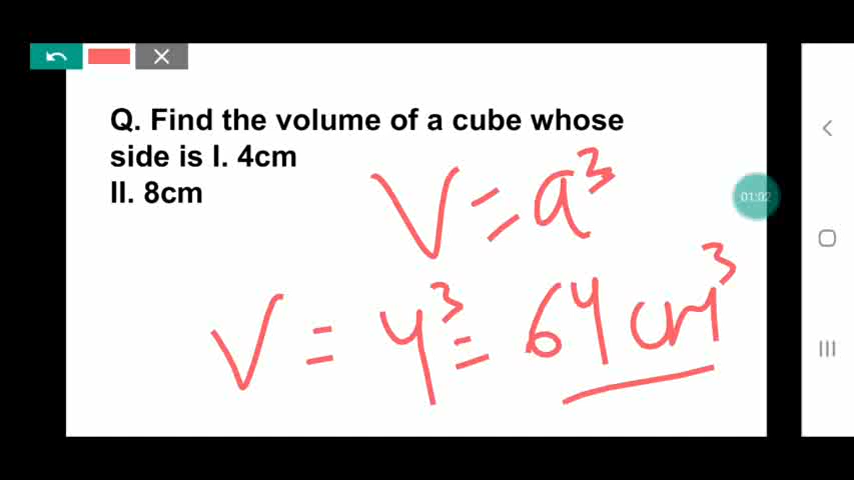 Q. Find the volume of a cube whose
side is I. 4cm
II. 8cm
V = a³
V = 4³ = 64 cm³
01:02